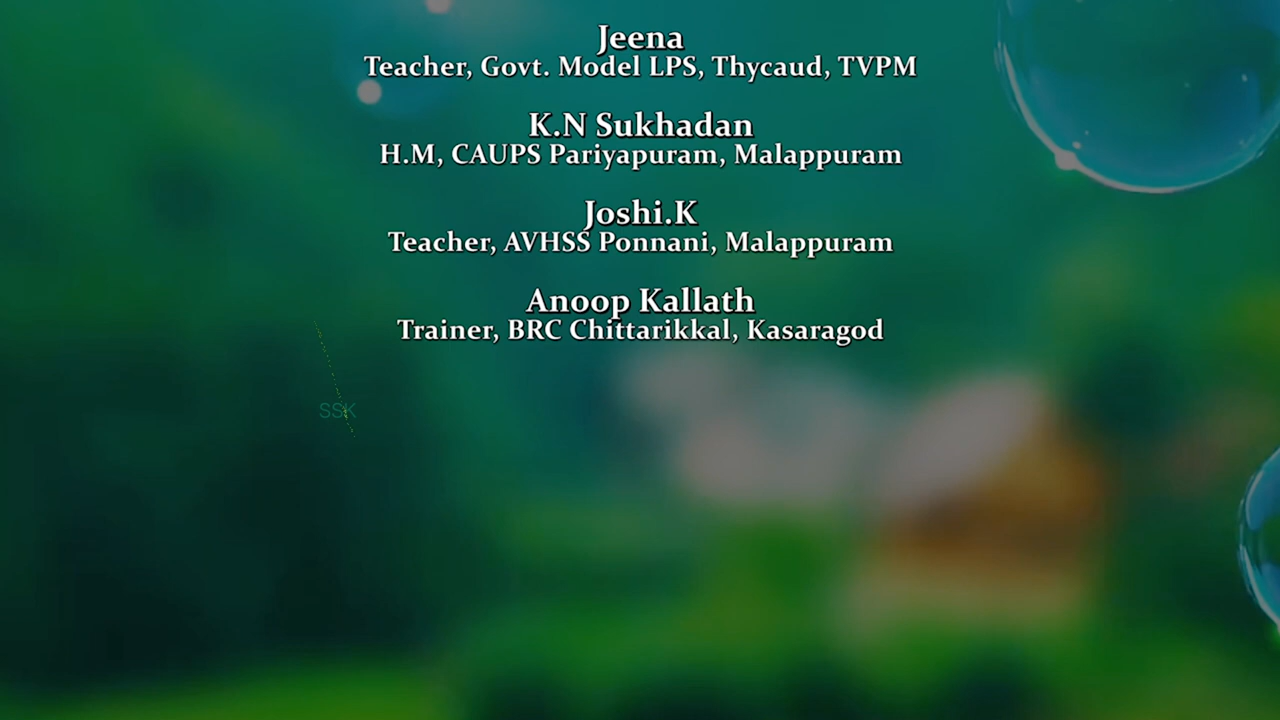 Jeena
Teacher, Govt. Model LPS, Thycaud, TVPM
K.N Sukhadan
H.M, CAUPS Pariyapuram, Malappuram
Joshi.K
Teacher, AVHSS Ponnani, Malappuram
Anoop Kallath
Trainer, BRC Chittarikkal, Kasaragod
SSK